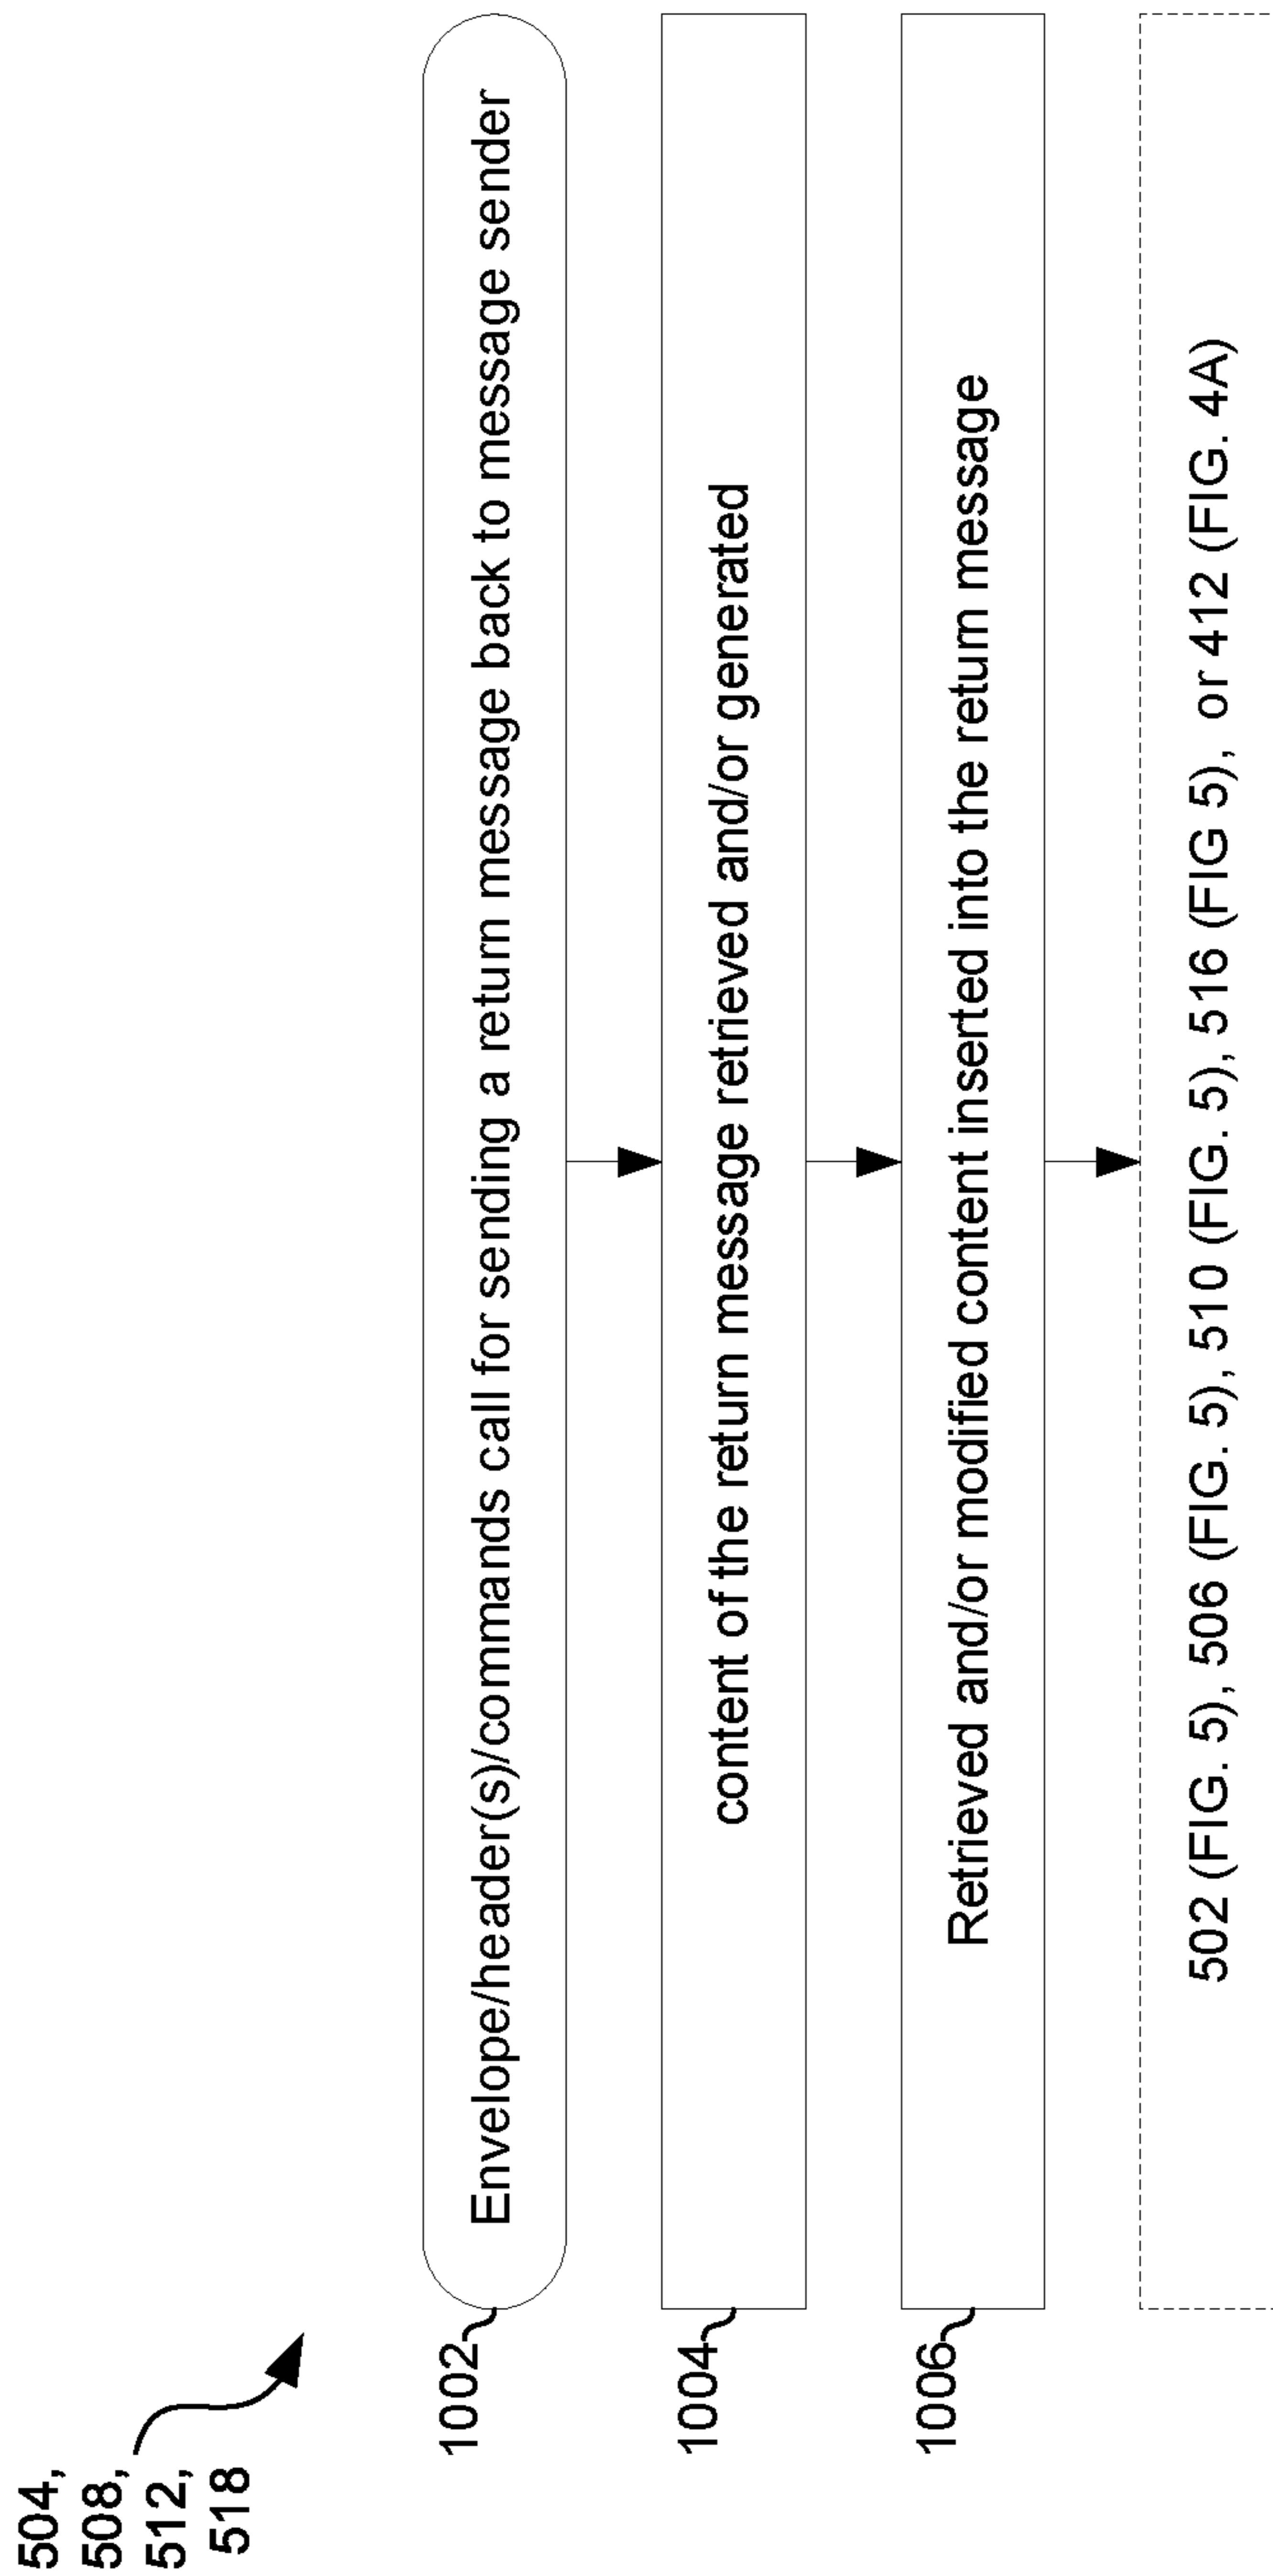 504,
508,
512,
518
1002
Envelope/header(s)/commands call for sending a return message back to message sender
1004
content of the return message retrieved and/or generated
1006
Retrieved and/or modified content inserted into the return message
502 (FIG. 5), 506 (FIG. 5), 510 (FIG. 5), 516 (FIG 5), or 412 (FIG. 4A)